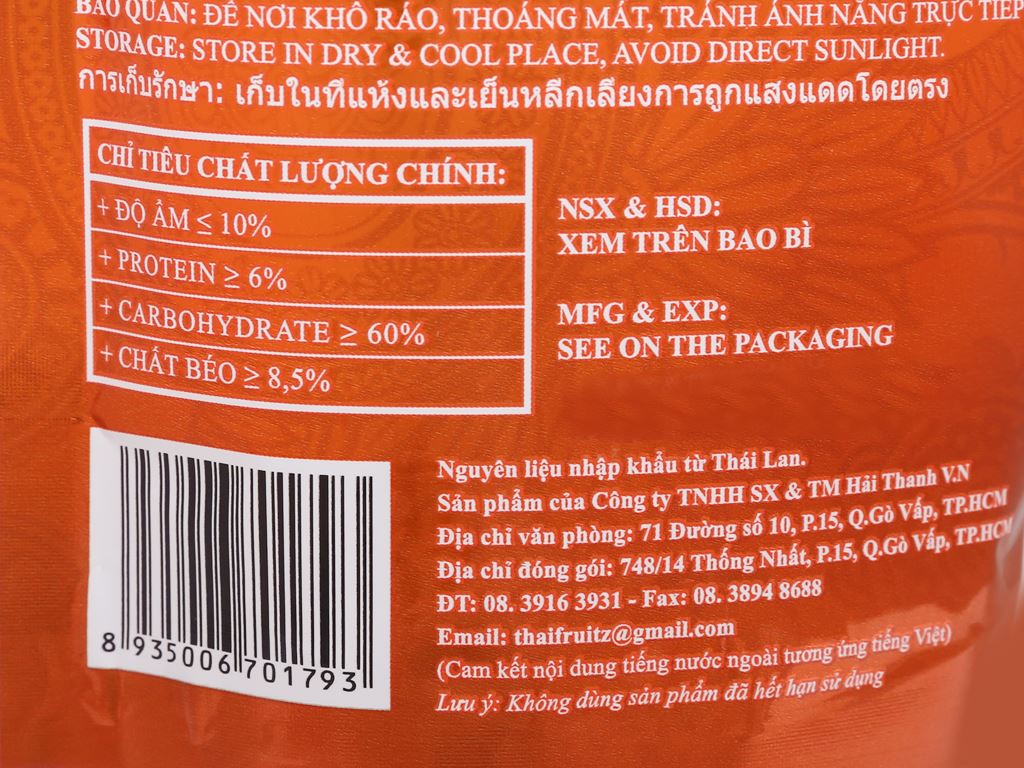 BẢO QUẢN: ĐỂ NƠI KHÔ RÁO, THOÁNG MÁT, TRÁNH ÁNH NẮNG TRỰC TIẾP
STORAGE: STORE IN DRY & COOL PLACE, AVOID DIRECT SUNLIGHT.
การเก็บรักษา: เก็บในที่แห้งและเย็นหลีกเลี่ยงการถูกแสงแดดโดยตรง
CHỈ TIÊU CHẤT LƯỢNG CHÍNH:
+ ĐỘ ẨM ≤ 10%
+ PROTEIN ≥ 6%
+ CARBOHYDRATE ≥ 60%
+ CHẤT BÉO ≥ 8,5%
NSX & HSD:
XEM TRÊN BAO BÌ
MFG & EXP:
SEE ON THE PACKAGING
8 935006 701793
Nguyên liệu nhập khẩu từ Thái Lan.
Sản phẩm của Công ty TNHH SX & TM Hải Thanh V.N
Địa chỉ văn phòng: 71 Đường số 10, P.15, Q.Gò Vấp, TP.HCM
Địa chỉ đóng gói: 748/14 Thống Nhất, P.15, Q.Gò Vấp, TP.HCM
ĐT: 08. 3916 3931 - Fax: 08. 3894 8688
Email: thaifruitz@gmail.com
(Cam kết nội dung tiếng nước ngoài tương ứng tiếng Việt)
Lưu ý: Không dùng sản phẩm đã hết hạn sử dụng